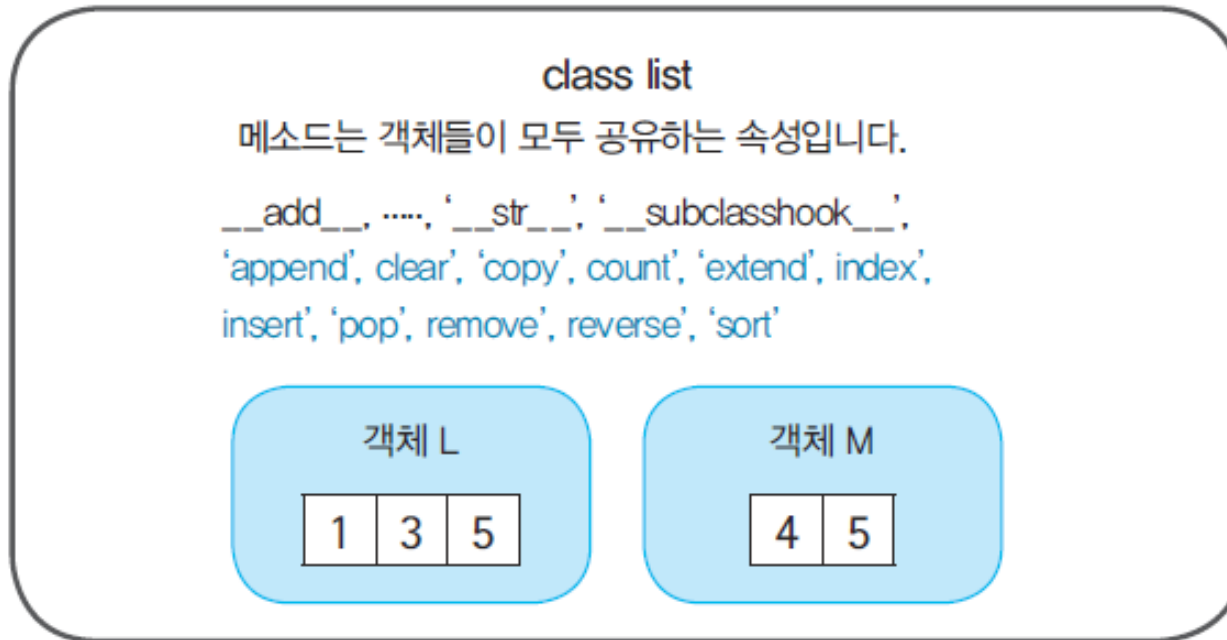 class list
메소드는 객체들이 모두 공유하는 속성입니다.
__add__, ·····, ‘__str__’, ‘__subclasshook__’,
‘append’, clear’, ‘copy’, count’, ‘extend’, index’,
insert’, ‘pop’, remove’, reverse’, ‘sort’
객체 L
1 3 5
객체 M
4 5